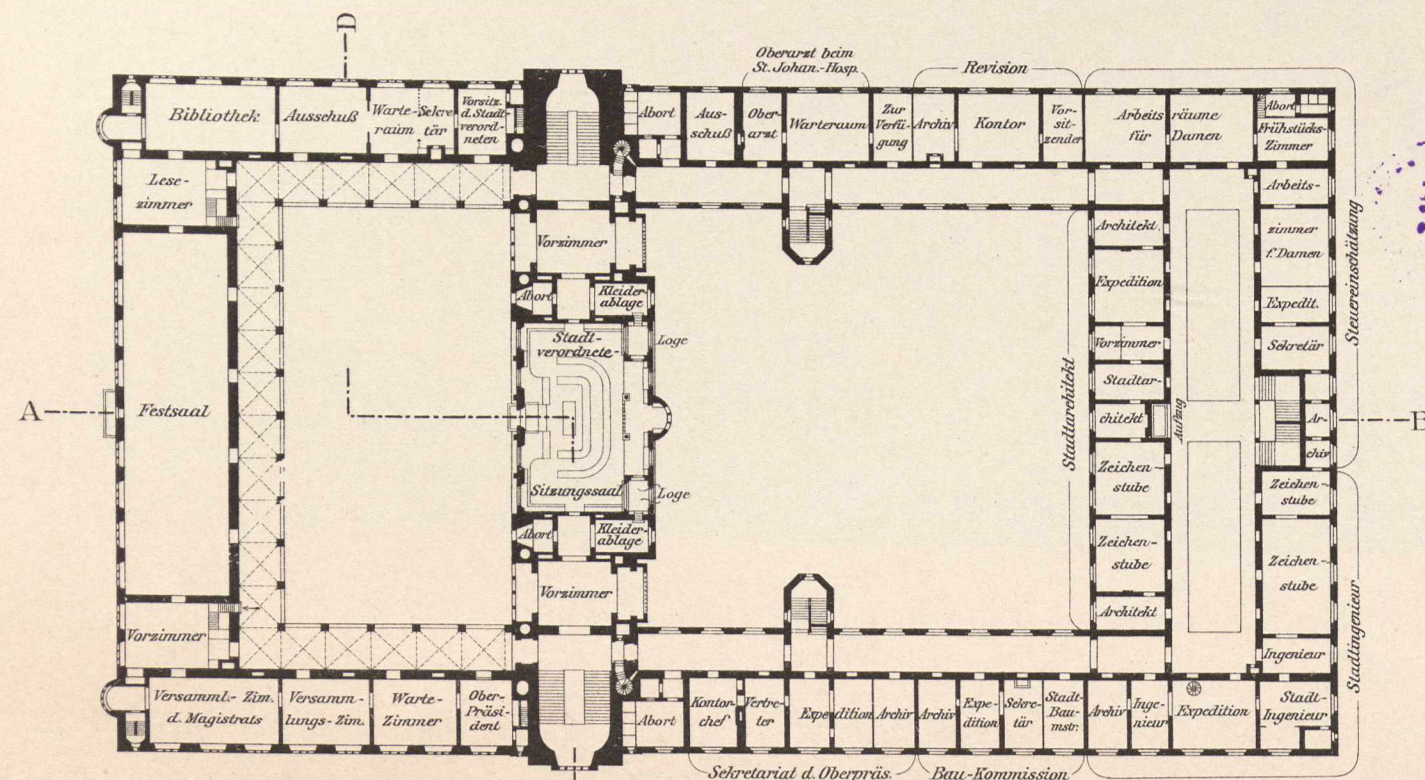 D
Oberarzt beim
St. Johan.-Hosp.
Revision
Bibliothek
Ausschuß
Warte-
raum
Sekre-
tär
Vorsitz.
d. Stadt-
verord-
neten
Abort
Aus-
schuß
Ober-
arzt
Warteraum
Zur
Verfü-
gung
Archiv
Kontor
Vor-
sit-
zender
Arbeits
für
räume
Damen
Abort
Frühstücks-
Zimmer
Lese-
zimmer
Arbeits-
zimmer
f. Damen
Expedit.
Sekretär
Steuereinschätzung
Vorzimmer
Architekt.
Expedition
Vorzimmer
Stadtar-
chitekt
Aufzug
Ar-
chiv
Abort
Kleider-
ablage
Stadt-
verordnete-
Loge
Stadtarchitekt
A
Festsaal
B
Sitzungssaal
Loge
Zeichen-
stube
Zeichen-
stube
Abort
Kleider-
ablage
Zeichen-
stube
Zeichen-
stube
Vorzimmer
Architekt
Stadtingenieur
Vorzimmer
Ingenieur
Versamml.- Zim.
d. Magistrats
Versamm-
lungs-Zim.
Warte-
Zimmer
Ober-
Präsi-
dent
Abort
Kontor-
chef
Vertre-
ter
Expedition
Archiv
Archiv
Expe-
dition
Sekre-
tär
Stadt-
Bau-
mstr.
Archiv
Inge-
nieur
Expedition
Stadt-
Ingenieur
Sekretariat d. Oberpräs.
Bau-Kommission